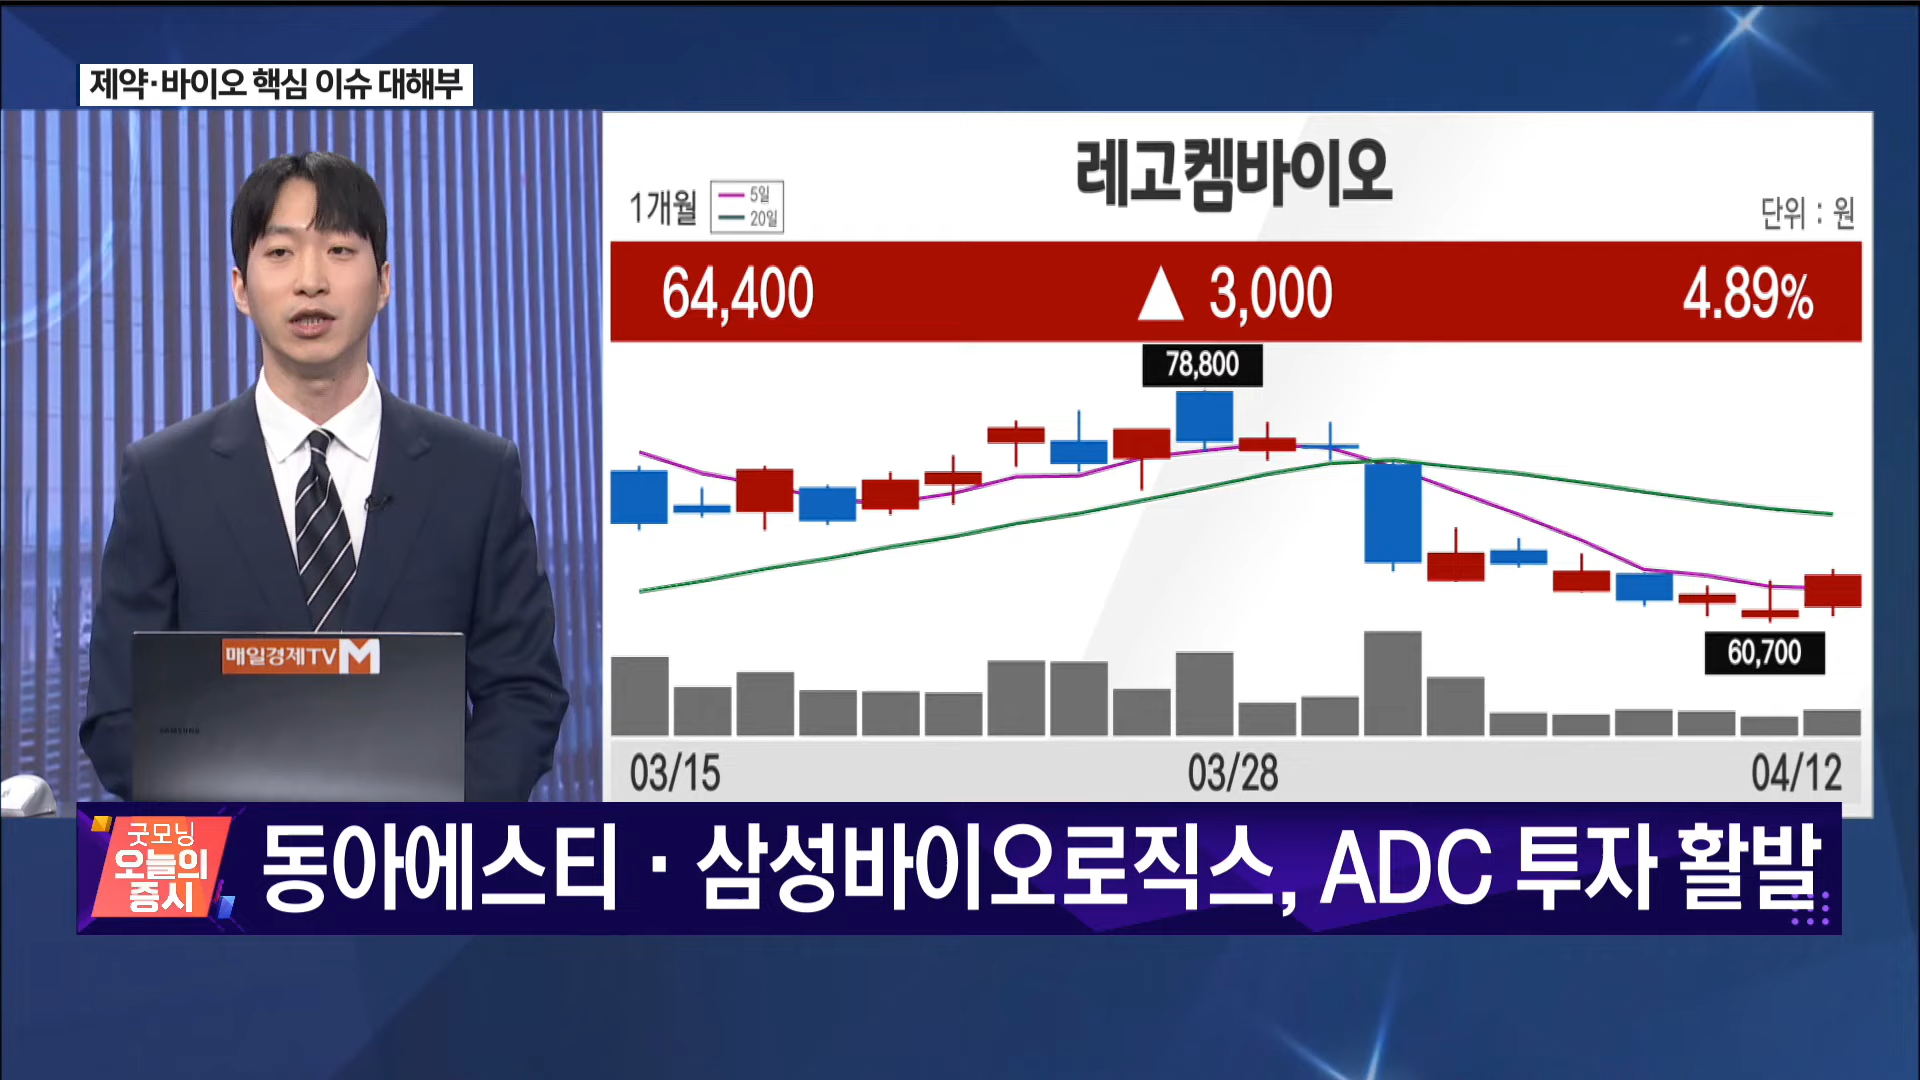 제약·바이오 핵심 이슈 대해부
레고켐바이오
1개월
5일
20일
단위 : 원
64,400 ▲ 3,000 4.89%
78,800
60,700
03/15 03/28 04/12
매일경제TV M
SAMSUNG
굿모닝
오늘의
증시
동아에스티·삼성바이오로직스, ADC 투자 활발